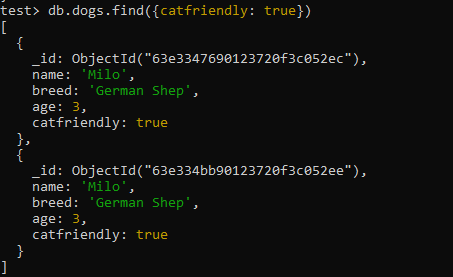 test> db.dogs.find({catfriendly: true})
[
  {
    _id: ObjectId("63e3347690123720f3c052ec"),
    name: 'Milo',
    breed: 'German Shep',
    age: 3,
    catfriendly: true
  },
  {
    _id: ObjectId("63e334bb90123720f3c052ee"),
    name: 'Milo',
    breed: 'German Shep',
    age: 3,
    catfriendly: true
  }
]